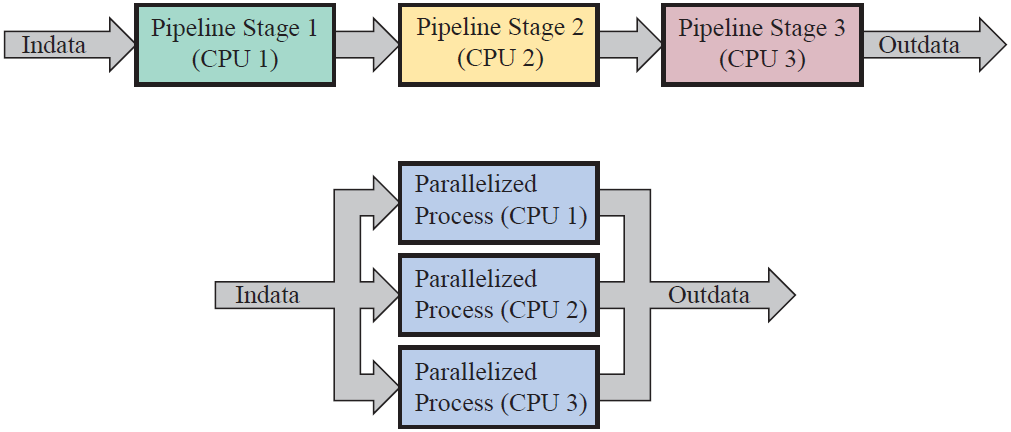 Indata
Pipeline Stage 1
(CPU 1)
Pipeline Stage 2
(CPU 2)
Pipeline Stage 3
(CPU 3)
Outdata
Indata
Parallelized
Process (CPU 1)
Parallelized
Process (CPU 2)
Parallelized
Process (CPU 3)
Outdata